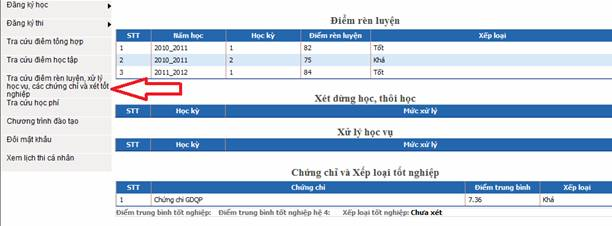 Đăng ký học
Đăng ký thi
Tra cứu điểm tổng hợp
Tra cứu điểm học tập
Tra cứu điểm rèn luyện, xử lý
học vụ, các chứng chỉ và xét tốt
nghiệp
Tra cứu học phí
Chương trình đào tạo
Đổi mật khẩu
Xem lịch thi cá nhân
Điểm rèn luyện
STT Năm học Học kỳ Điểm rèn luyện Xếp loại
1 2010_2011 1 82 Tốt
2 2010_2011 2 75 Khá
3 2011_2012 1 84 Tốt
Xét dừng học, thôi học
STT Học kỳ Mức xử lý
Xử lý học vụ
STT Học kỳ Mức xử lý
Chứng chỉ và Xếp loại tốt nghiệp
STT Chứng chỉ Điểm trung bình Xếp loại
1 Chứng chỉ GDQP 7.36 Khá
Điểm trung bình tốt nghiệp: Điểm trung bình tốt nghiệp hệ 4: Xếp loại tốt nghiệp: Chưa xét